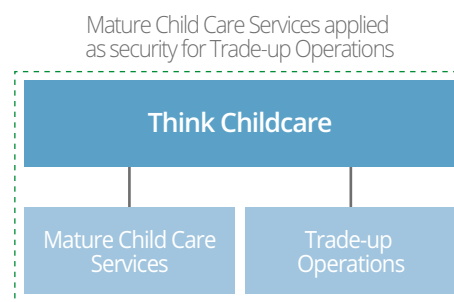 Mature Child Care Services applied
as security for Trade-up Operations
Think Childcare
Mature Child Care
Services
Trade-up
Operations